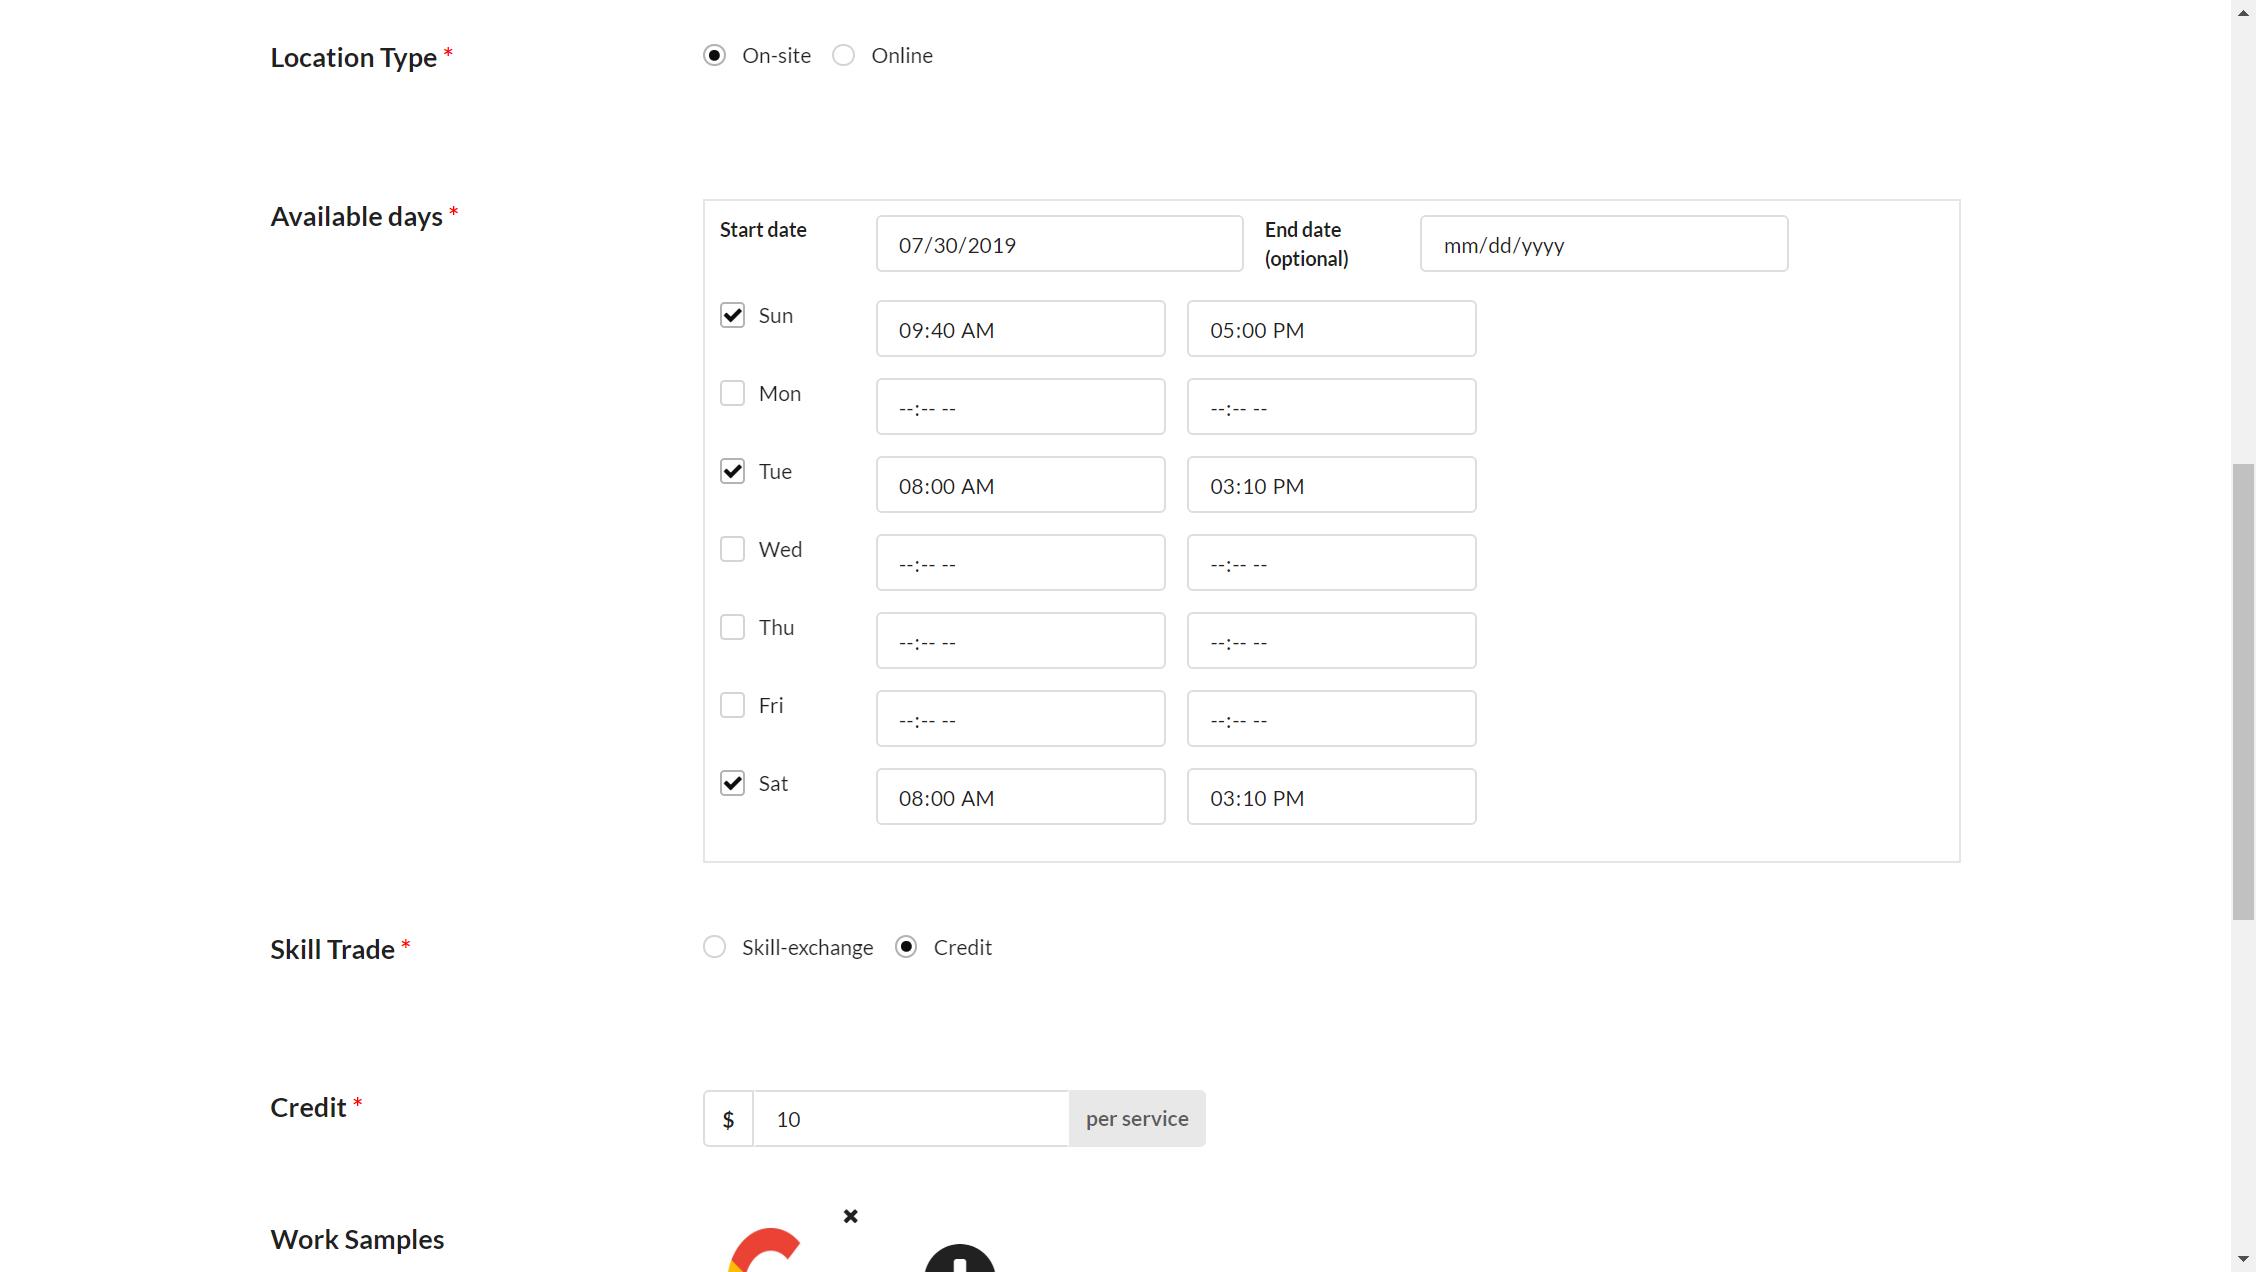 Location Type *
On-site Online
Available days *
Start date 07/30/2019 End date (optional) mm/dd/yyyy
Sun 09:40 AM 05:00 PM
Mon --:-- -- --:-- --
Tue 08:00 AM 03:10 PM
Wed --:-- -- --:-- --
Thu --:-- -- --:-- --
Fri --:-- -- --:-- --
Sat 08:00 AM 03:10 PM
Skill Trade *
Skill-exchange Credit
Credit *
$ 10 per service
Work Samples